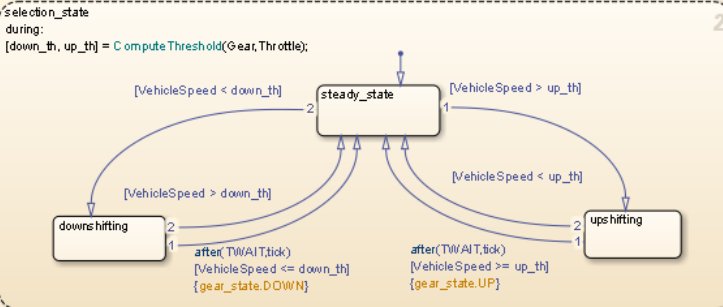 selection_state
2
during:
[down_th, up_th] = ComputeThreshold(Gear,Throttle);
[VehicleSpeed < down_th]
steady_state
[VehicleSpeed > up_th]
2
1
[VehicleSpeed > down_th]
[VehicleSpeed < up_th]
downshifting
2
1
upshifting
2
1
after(TWAIT,tick)
[VehicleSpeed <= down_th]
{gear_state.DOWN}
after(TWAIT,tick)
[VehicleSpeed >= up_th]
{gear_state.UP}